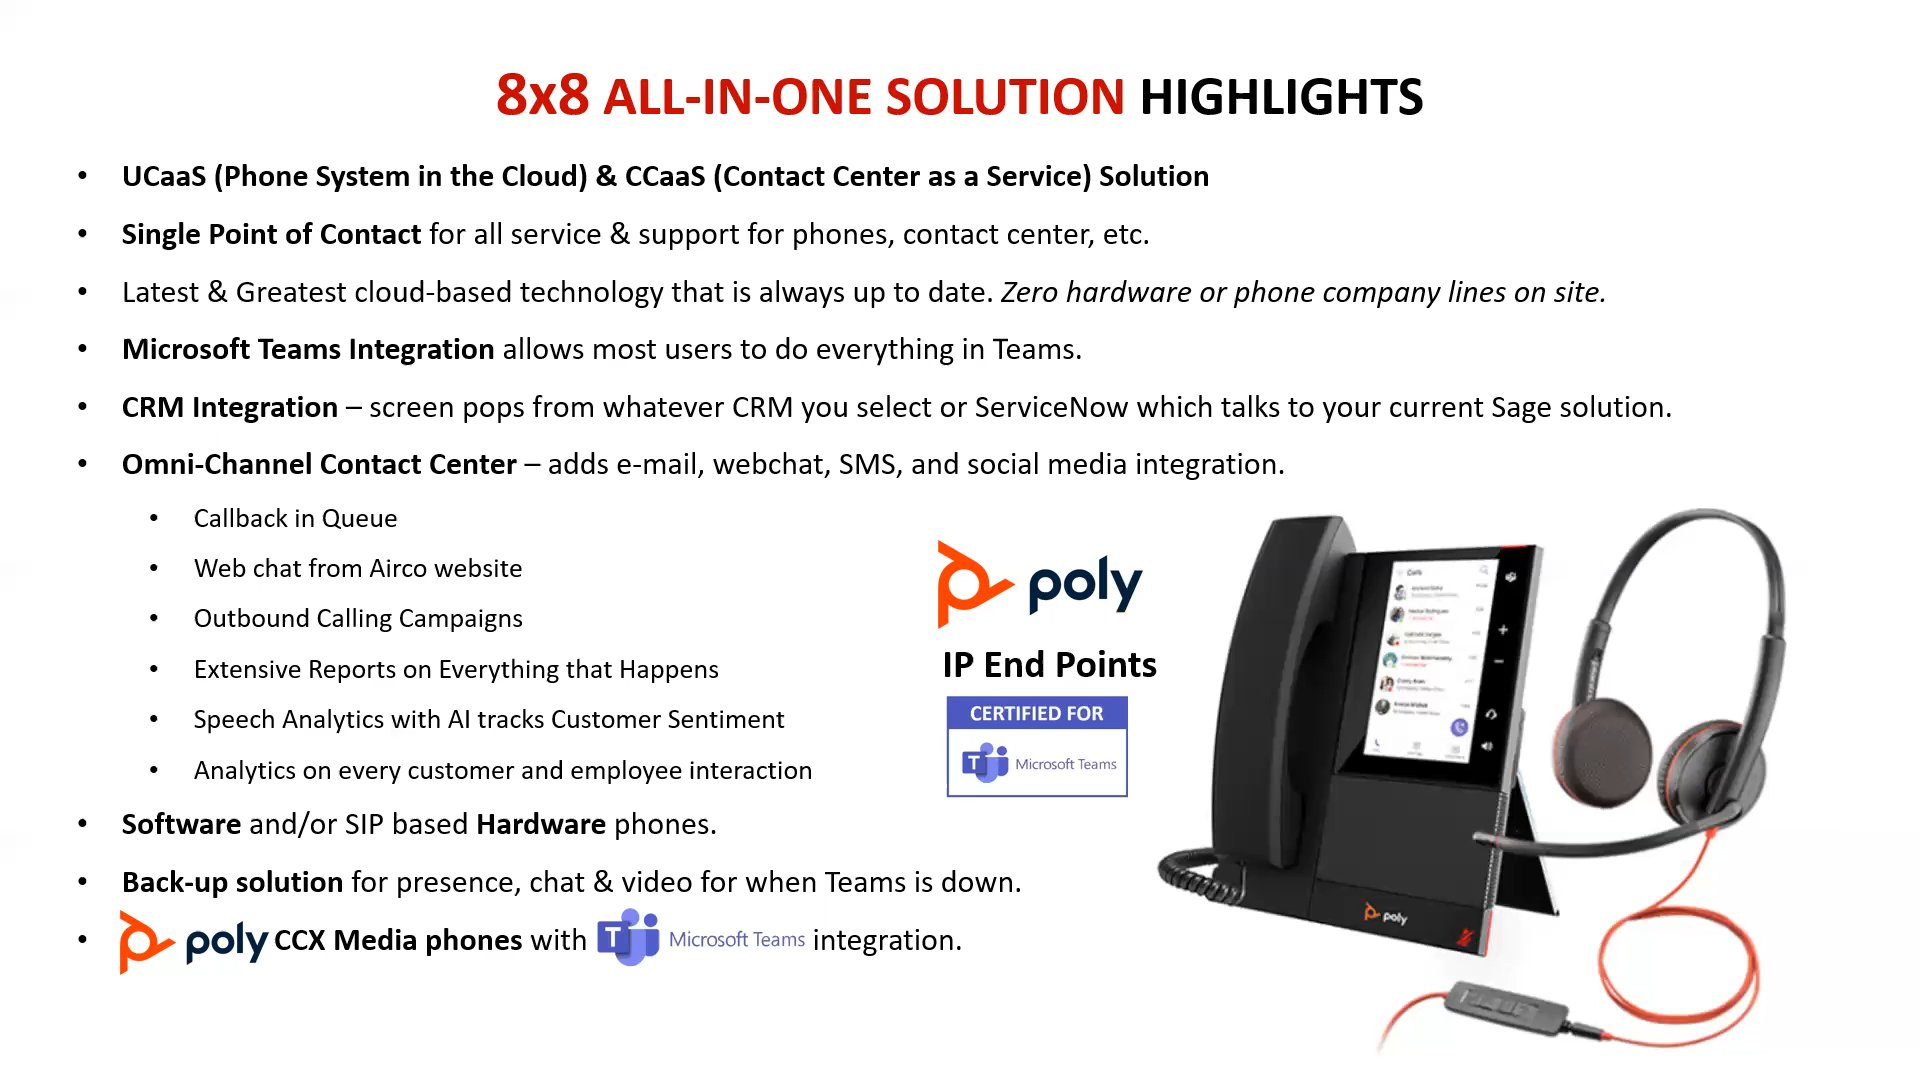 8x8 ALL-IN-ONE SOLUTION HIGHLIGHTS
• UCaaS (Phone System in the Cloud) & CCaaS (Contact Center as a Service) Solution
• Single Point of Contact for all service & support for phones, contact center, etc.
• Latest & Greatest cloud-based technology that is always up to date. Zero hardware or phone company lines on site.
• Microsoft Teams Integration allows most users to do everything in Teams.
• CRM Integration – screen pops from whatever CRM you select or ServiceNow which talks to your current Sage solution.
• Omni-Channel Contact Center – adds e-mail, webchat, SMS, and social media integration.
• Callback in Queue
• Web chat from Airco website
• Outbound Calling Campaigns
• Extensive Reports on Everything that Happens
• Speech Analytics with AI tracks Customer Sentiment
• Analytics on every customer and employee interaction
poly
IP End Points
CERTIFIED FOR
T Microsoft Teams
Calls
poly
• Software and/or SIP based Hardware phones.
• Back-up solution for presence, chat & video for when Teams is down.
• poly CCX Media phones with T Microsoft Teams integration.